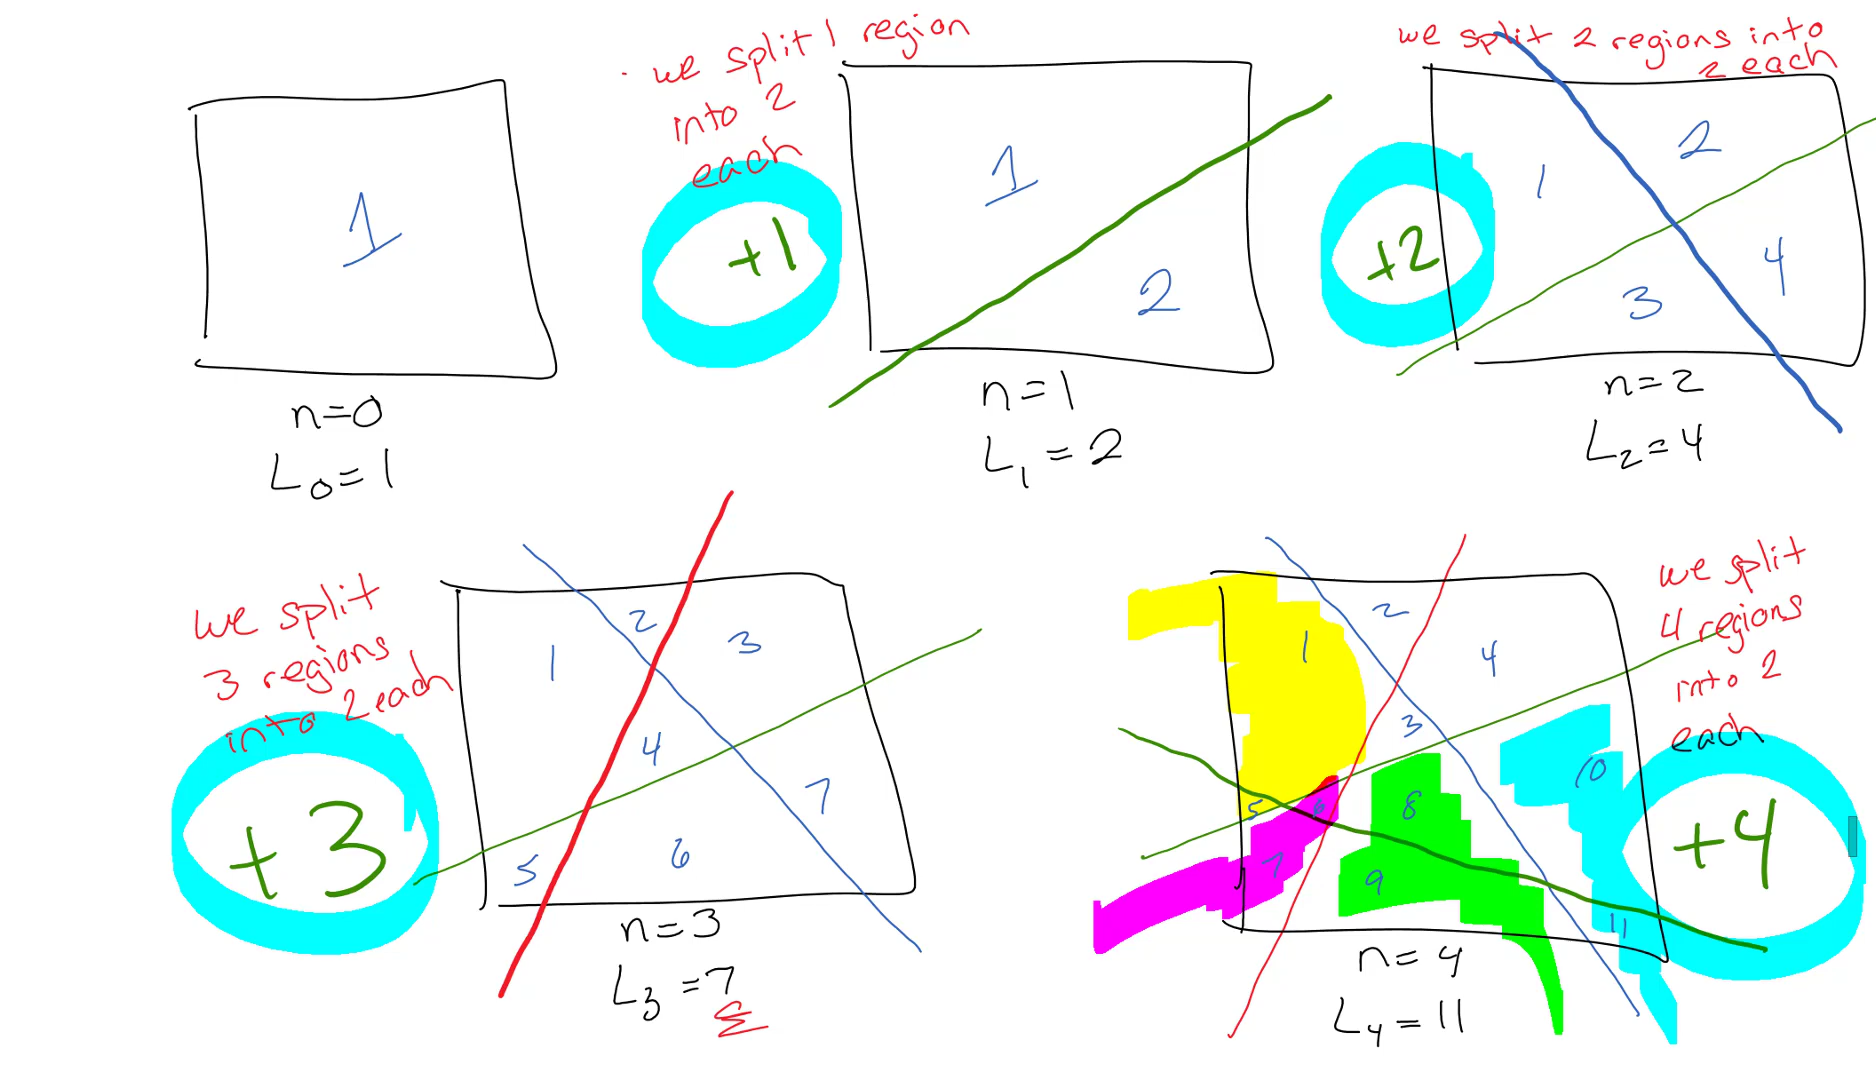 1
n=0
L0=1
we split 1 region
into 2
each
+1
1
2
n=1
L1=2
we split 2 regions into
2 each
+2
1
2
3
4
n=2
L2=4
we split
3 regions
into 2 each
+3
1
2
3
4
5
6
7
n=3
L3=7
1
2
4
3
5
6
7
8
9
10
11
n=4
L4=11
we split
4 regions
into 2
each
+4